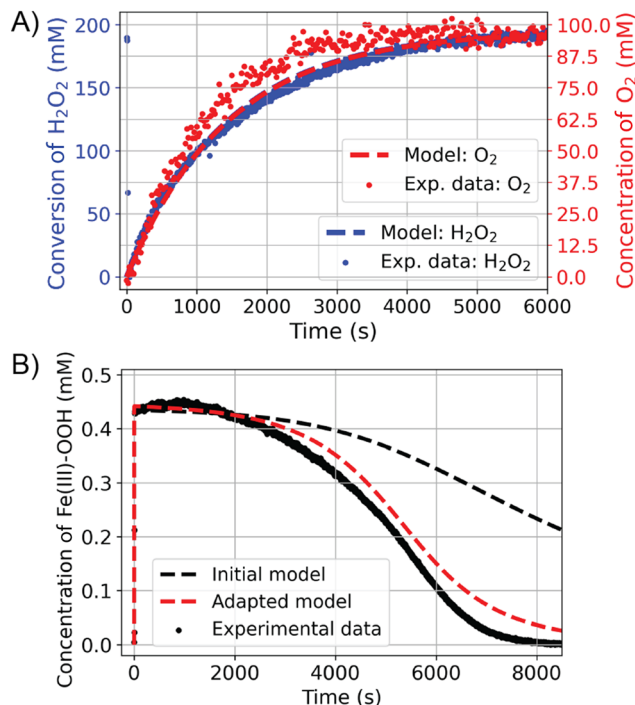 A)
Conversion of H₂O₂ (mM)
200
150
100
50
0
100.0
87.5
75.0
62.5
50.0
37.5
25.0
12.5
0.0
Concentration of O₂ (mM)
Model: O₂
Exp. data: O₂
Model: H₂O₂
Exp. data: H₂O₂
0 1000 2000 3000 4000 5000 6000
Time (s)
B)
Concentration of Fe(III)-OOH (mM)
0.5
0.4
0.3
0.2
0.1
0.0
Initial model
Adapted model
Experimental data
0 2000 4000 6000 8000
Time (s)